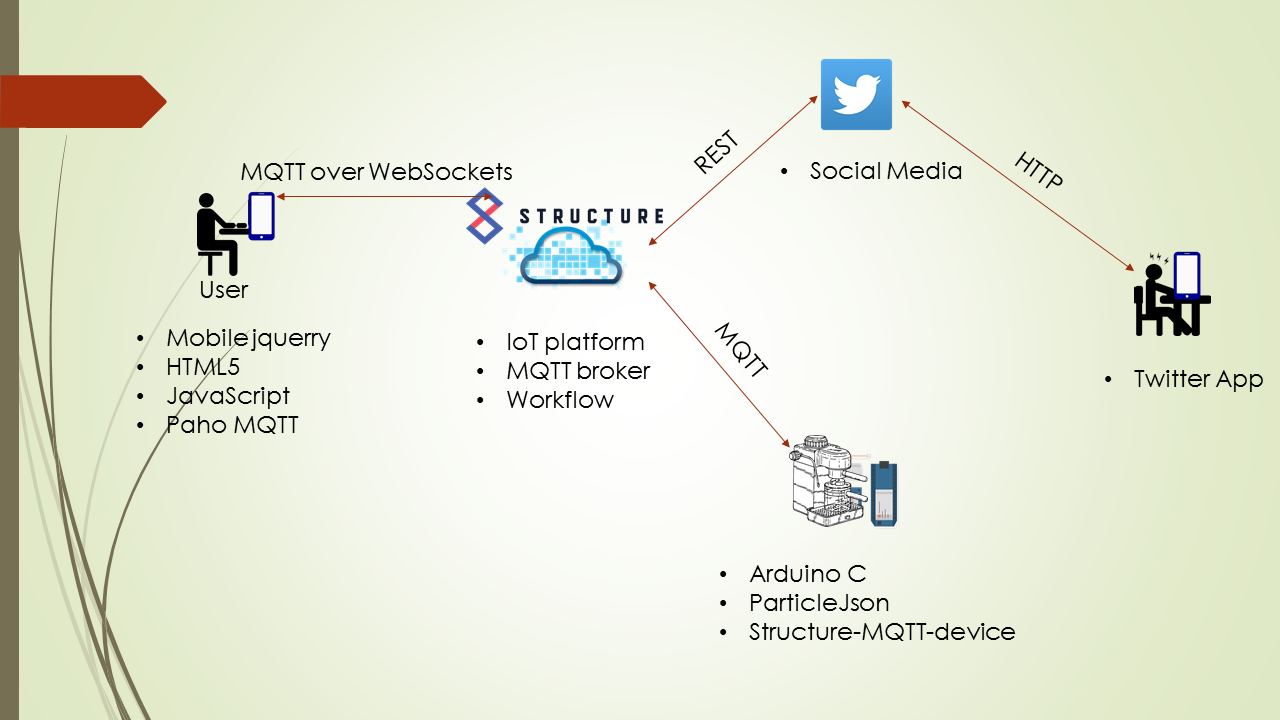 MQTT over WebSockets
STRUCTURE
User
• Mobile jquerry
• HTML5
• JavaScript
• Paho MQTT
• IoT platform
• MQTT broker
• Workflow
REST
• Social Media
HTTP
• Twitter App
MQTT
• Arduino C
• ParticleJson
• Structure-MQTT-device